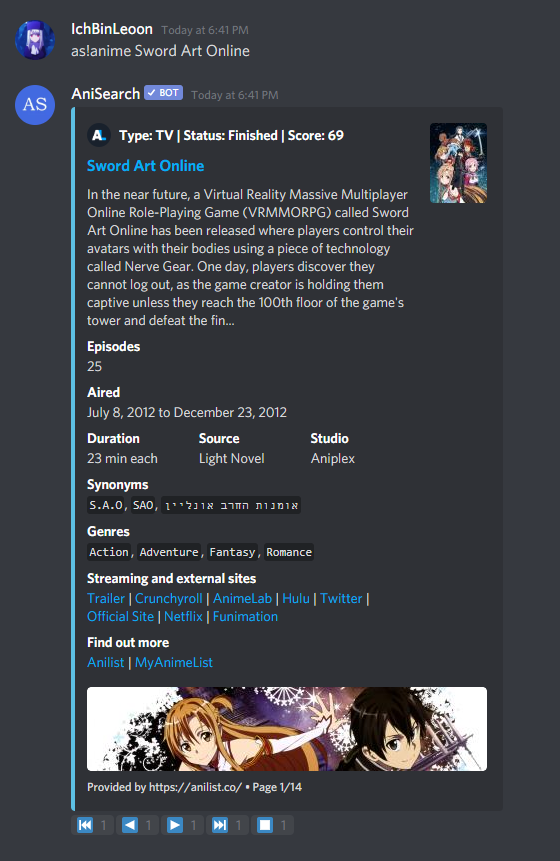 IchBinLeoon Today at 6:41 PM
as!anime Sword Art Online
AS
AniSearch ✓ BOT Today at 6:41 PM
AL Type: TV | Status: Finished | Score: 69
Sword Art Online
In the near future, a Virtual Reality Massive Multiplayer
Online Role-Playing Game (VRMMORPG) called Sword
Art Online has been released where players control their
avatars with their bodies using a piece of technology
called Nerve Gear. One day, players discover they
cannot log out, as the game creator is holding them
captive unless they reach the 100th floor of the game's
tower and defeat the fin...
Episodes
25
Aired
July 8, 2012 to December 23, 2012
Duration Source Studio
23 min each Light Novel Aniplex
Synonyms
S.A.O, SAO, אומנות החרב אונליין
Genres
Action, Adventure, Fantasy, Romance
Streaming and external sites
Trailer | Crunchyroll | AnimeLab | Hulu | Twitter |
Official Site | Netflix | Funimation
Find out more
Anilist | MyAnimeList
Provided by https://anilist.co/ • Page 1/14
1 1 1 1 1